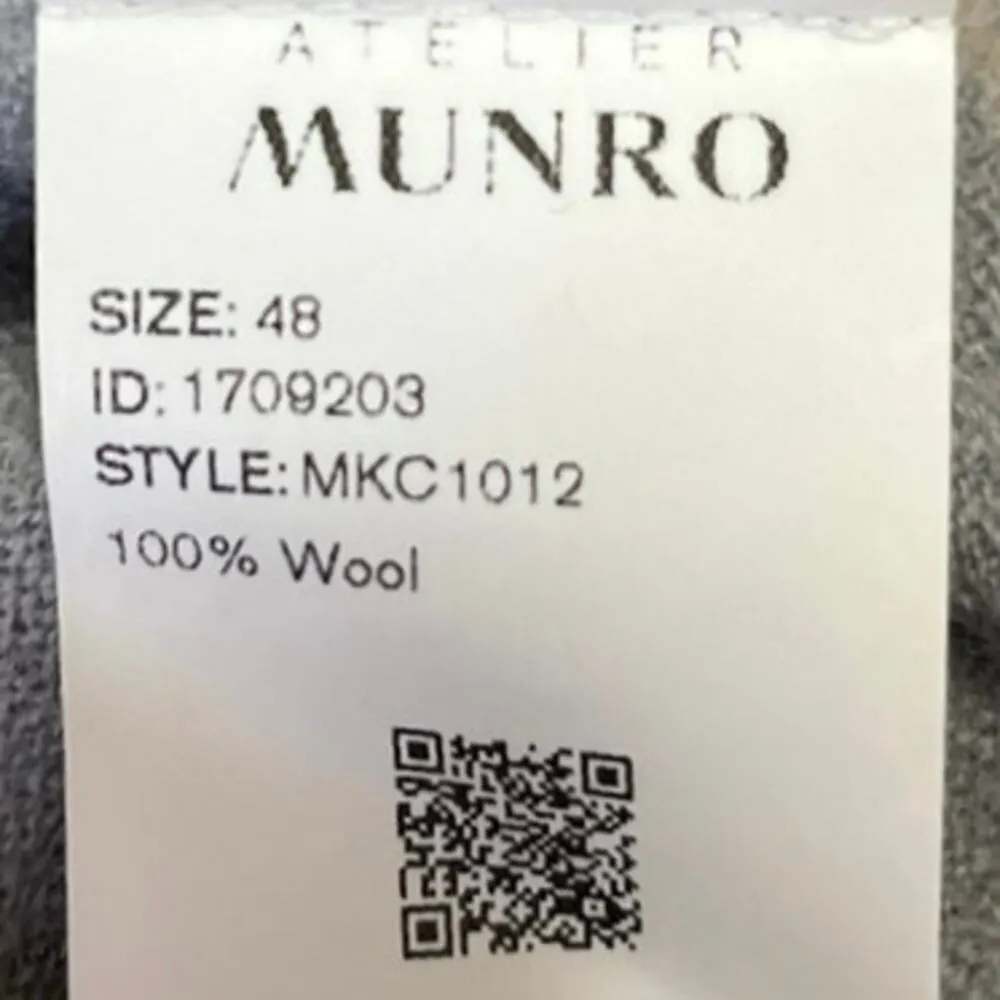 ATELIER
MUNRO
SIZE: 48
ID: 1709203
STYLE: MKC1012
100% Wool